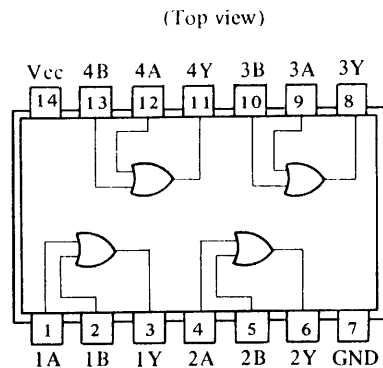 (Top view)
Vcc 4B 4A 4Y 3B 3A 3Y
14 13 12 11 10 9 8
1 2 3 4 5 6 7
1A 1B 1Y 2A 2B 2Y GND